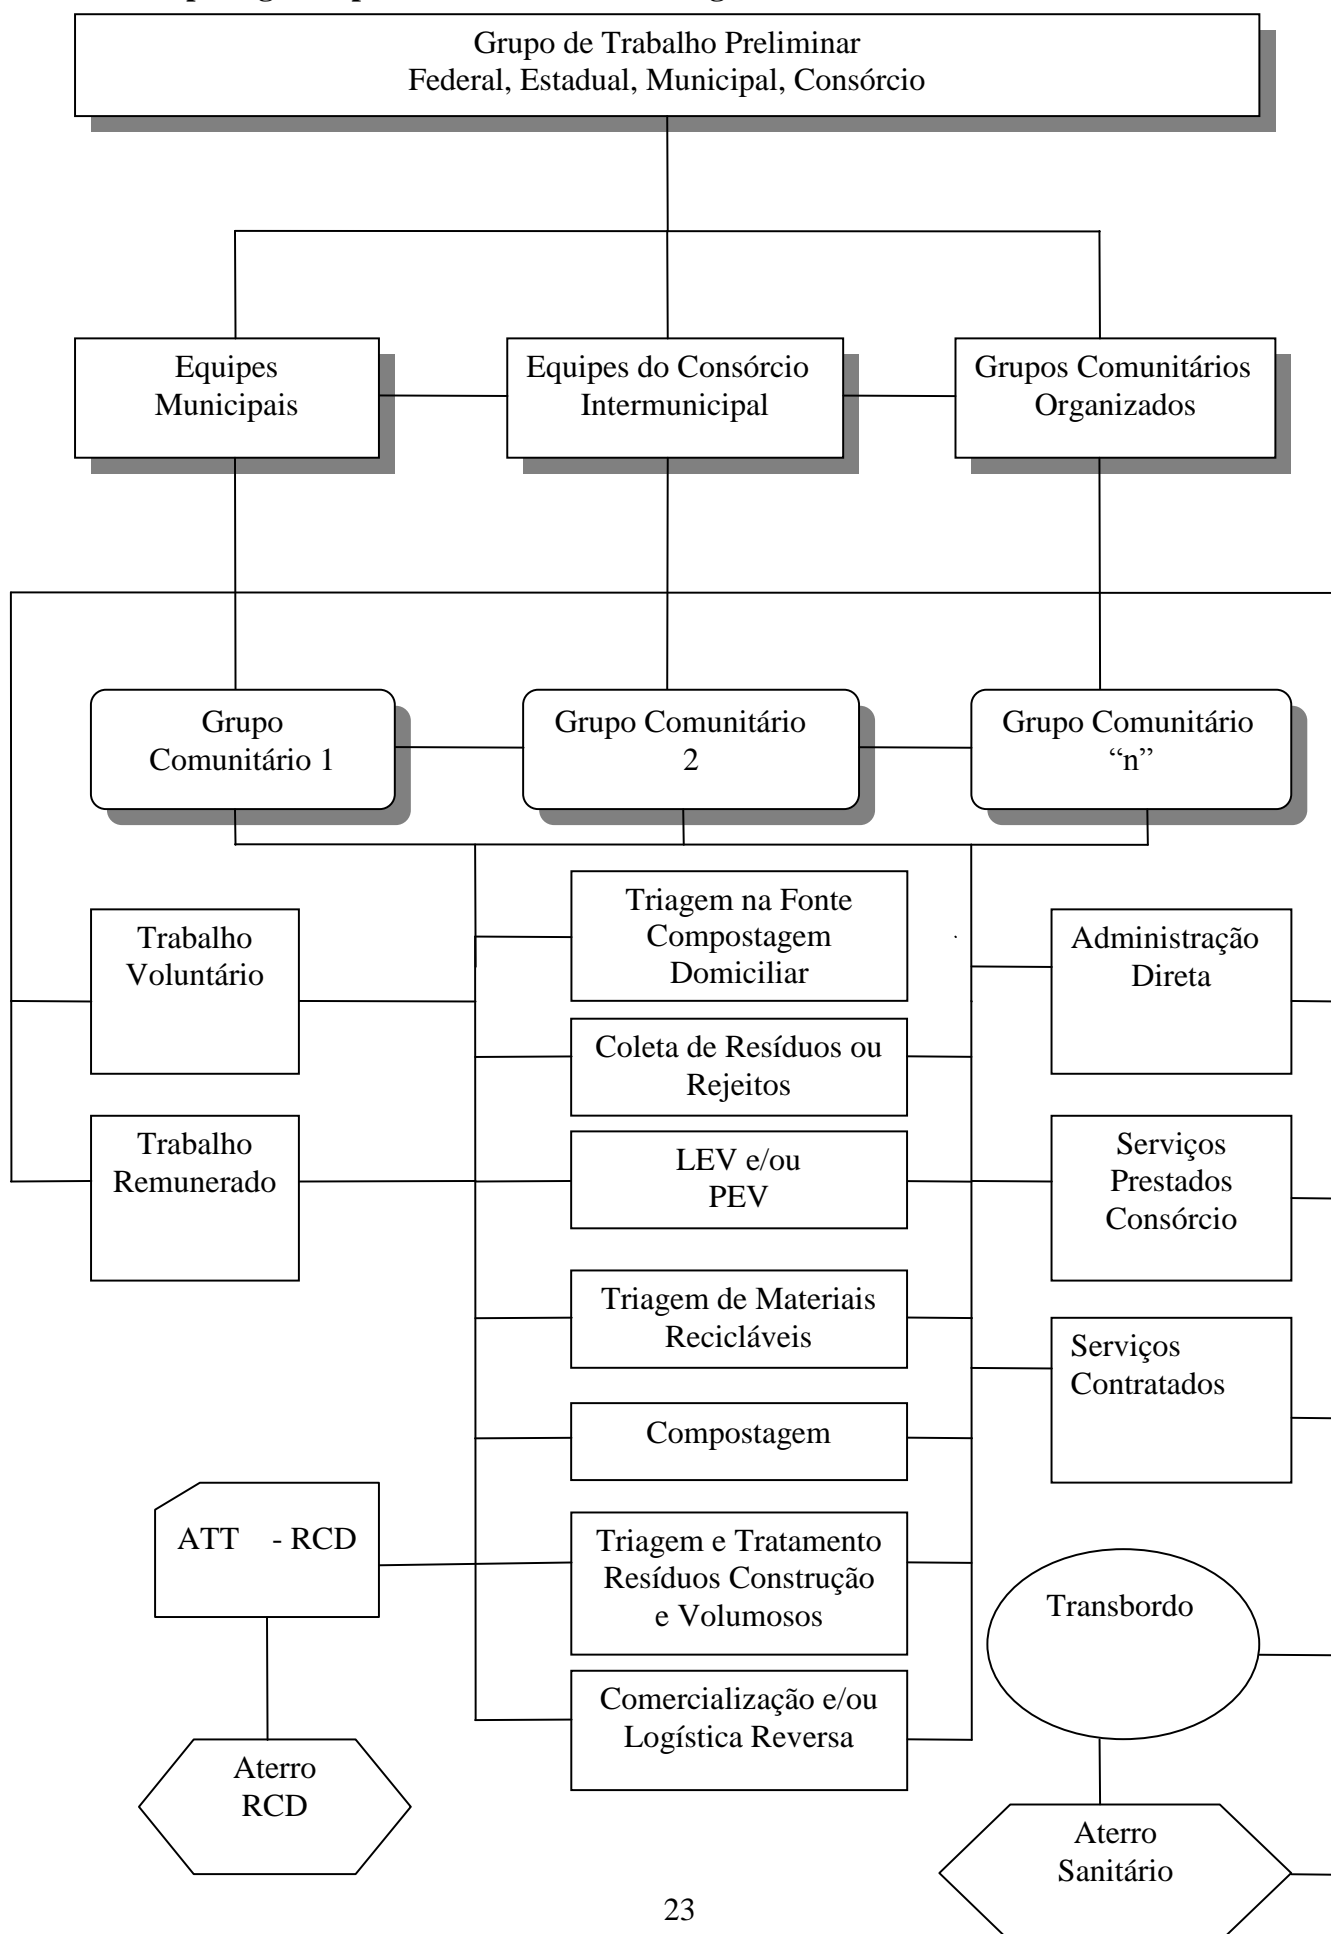 Grupo de Trabalho Preliminar
Federal, Estadual, Municipal, Consórcio
Equipes
Municipais
Equipes do Consórcio
Intermunicipal
Grupos Comunitários
Organizados
Grupo
Comunitário 1
Grupo Comunitário
2
Grupo Comunitário
“n”
Trabalho
Voluntário
Triagem na Fonte
Compostagem
Domiciliar
Administração
Direta
Coleta de Resíduos ou
Rejeitos
Trabalho
Remunerado
LEV e/ou
PEV
Serviços
Prestados
Consórcio
Triagem de Materiais
Recicláveis
Serviços
Contratados
Compostagem
ATT - RCD
Triagem e Tratamento
Resíduos Construção
e Volumosos
Transbordo
Comercialização e/ou
Logística Reversa
Aterro
RCD
Aterro
Sanitário
23